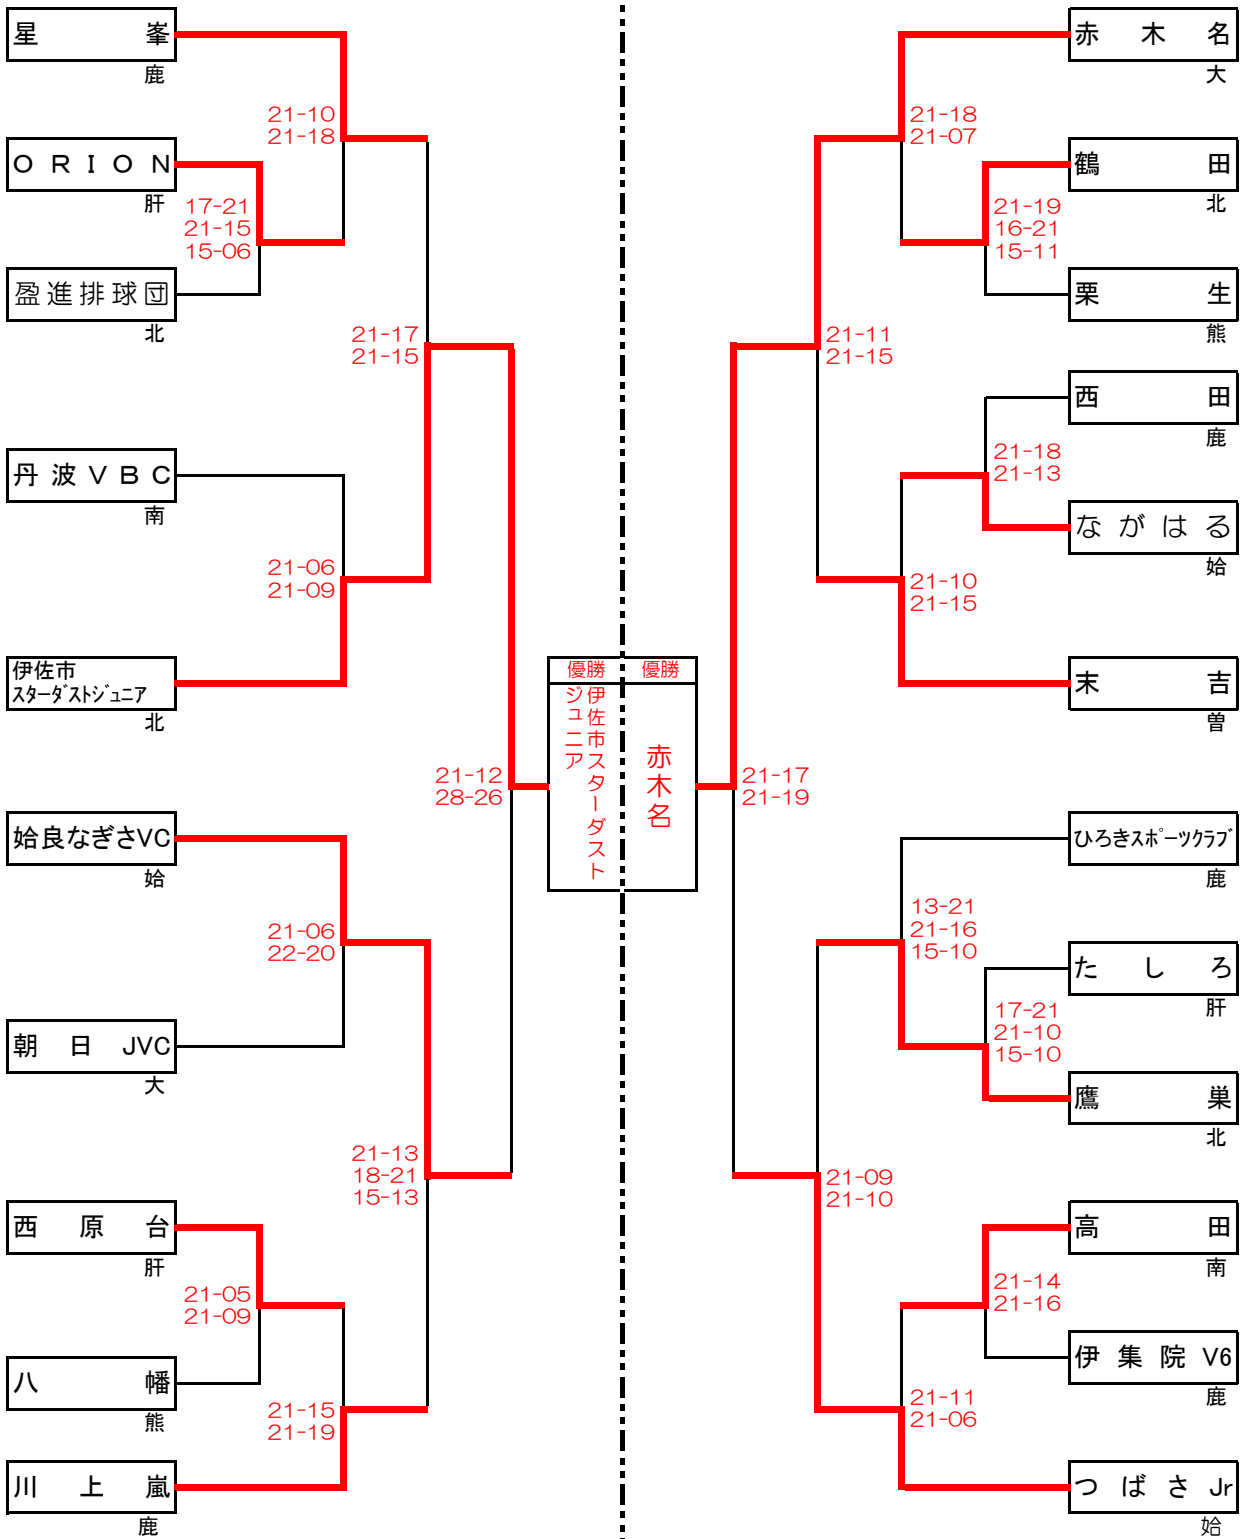 星峯
鹿
21-10
21-18
ORION
肝
17-21
21-15
15-06
盈進排球団
北
21-17
21-15
丹波VBC
南
21-06
21-09
伊佐市
スターダストジュニア
北
21-12
28-26
姶良なぎさVC
姶
21-06
22-20
朝日JVC
大
21-13
18-21
15-13
西原台
肝
21-05
21-09
八幡
熊
21-15
21-19
川上嵐
鹿
優勝
伊佐市スターダスト
ジュニア
優勝
赤木名
赤木名
大
21-18
21-07
鶴田
北
21-19
16-21
15-11
栗生
熊
21-11
21-15
西田
鹿
21-18
21-13
ながはる
姶
21-10
21-15
末吉
曽
21-17
21-19
ひろきスポーツクラブ
鹿
13-21
21-16
15-10
たしろ
肝
17-21
21-10
15-10
鷹巣
北
21-09
21-10
高田
南
21-14
21-16
伊集院V6
鹿
21-11
21-06
つばさJr
姶